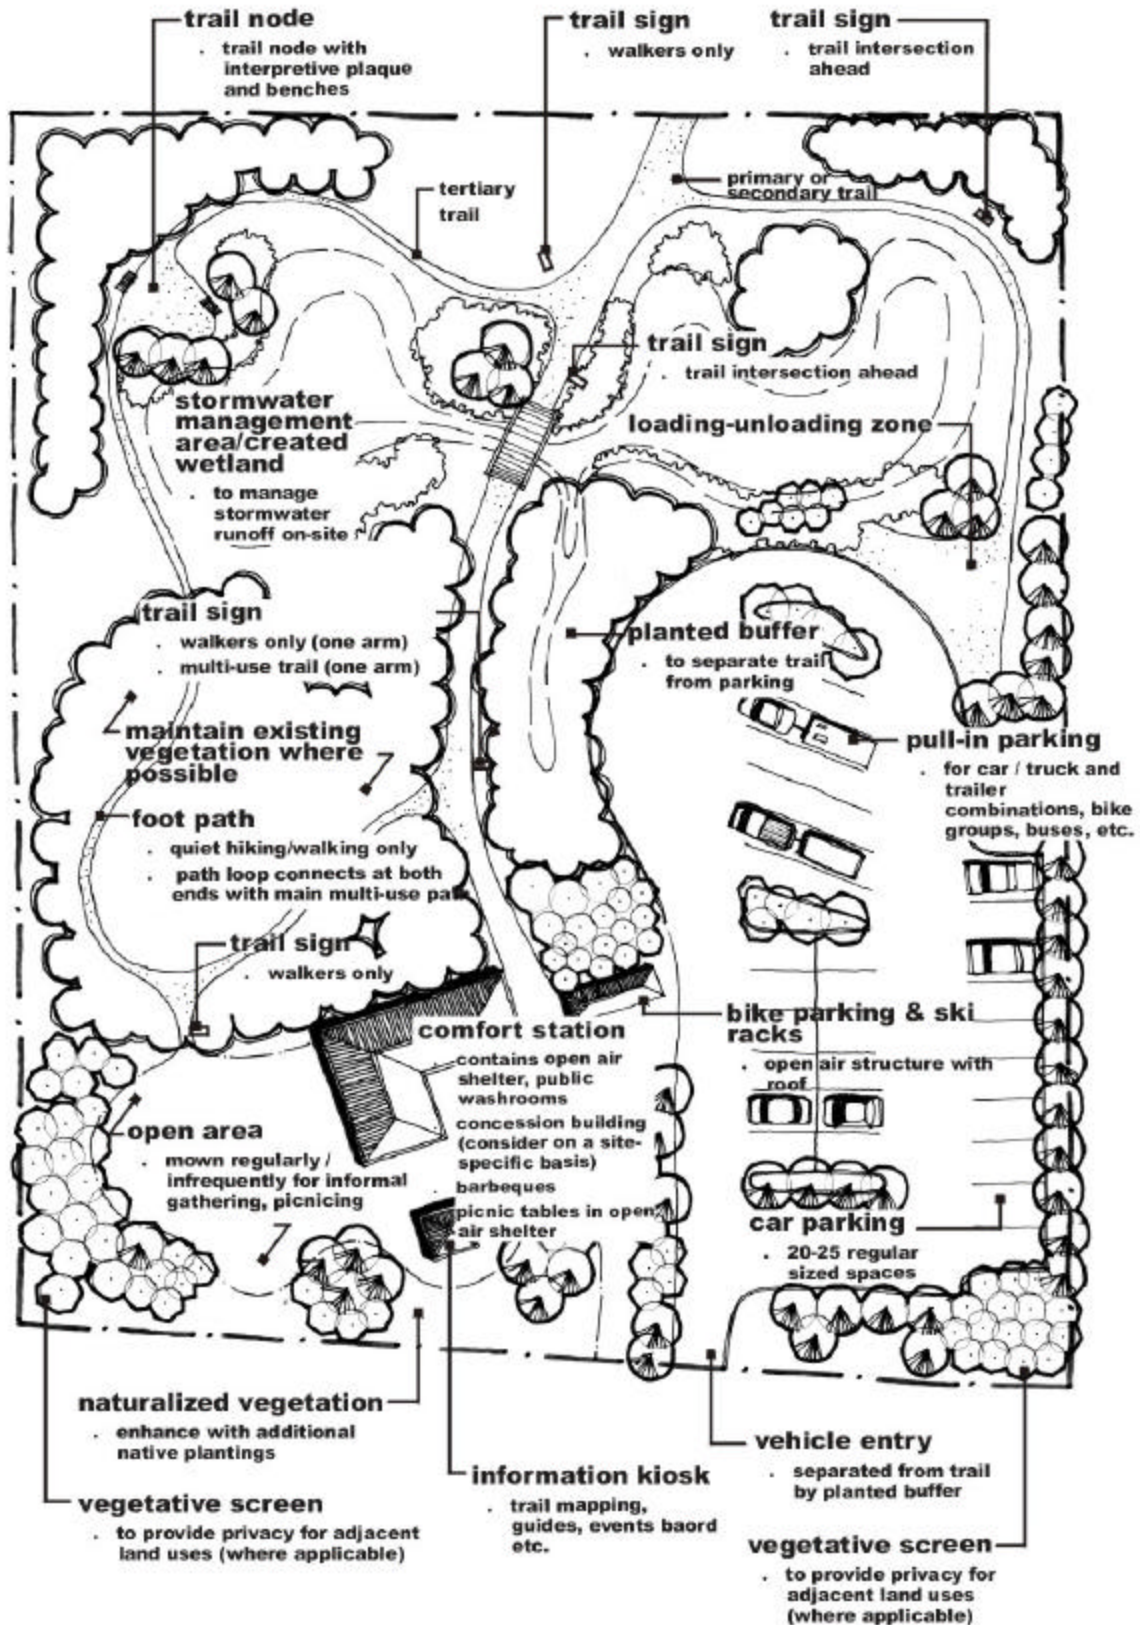 trail node
. trail node with
interpretive plaque
and benches
trail sign
. walkers only
trail sign
. trail intersection
ahead
tertiary
trail
primary or
secondary trail
trail sign
. trail intersection ahead
stormwater
management
area/created
wetland
. to manage
stormwater
runoff on-site
loading-unloading zone
trail sign
. walkers only (one arm)
. multi-use trail (one arm)
planted buffer
. to separate trail
from parking
maintain existing
vegetation where
possible
pull-in parking
. for car / truck and
trailer
combinations, bike
groups, buses, etc.
foot path
. quiet hiking/walking only
. path loop connects at both
ends with main multi-use path
trail sign
. walkers only
bike parking & ski
racks
. open air structure with
roof
comfort station
. contains open air
shelter, public
washrooms
concession building
(consider on a site-
specific basis)
. barbeques
picnic tables in open
air shelter
open area
. mown regularly /
infrequently for informal
gathering, picnicing
car parking
. 20-25 regular
sized spaces
naturalized vegetation
. enhance with additional
native plantings
vehicle entry
. separated from trail
by planted buffer
information kiosk
. trail mapping,
guides, events baord
etc.
vegetative screen
. to provide privacy for adjacent
land uses (where applicable)
vegetative screen
. to provide privacy for
adjacent land uses
(where applicable)